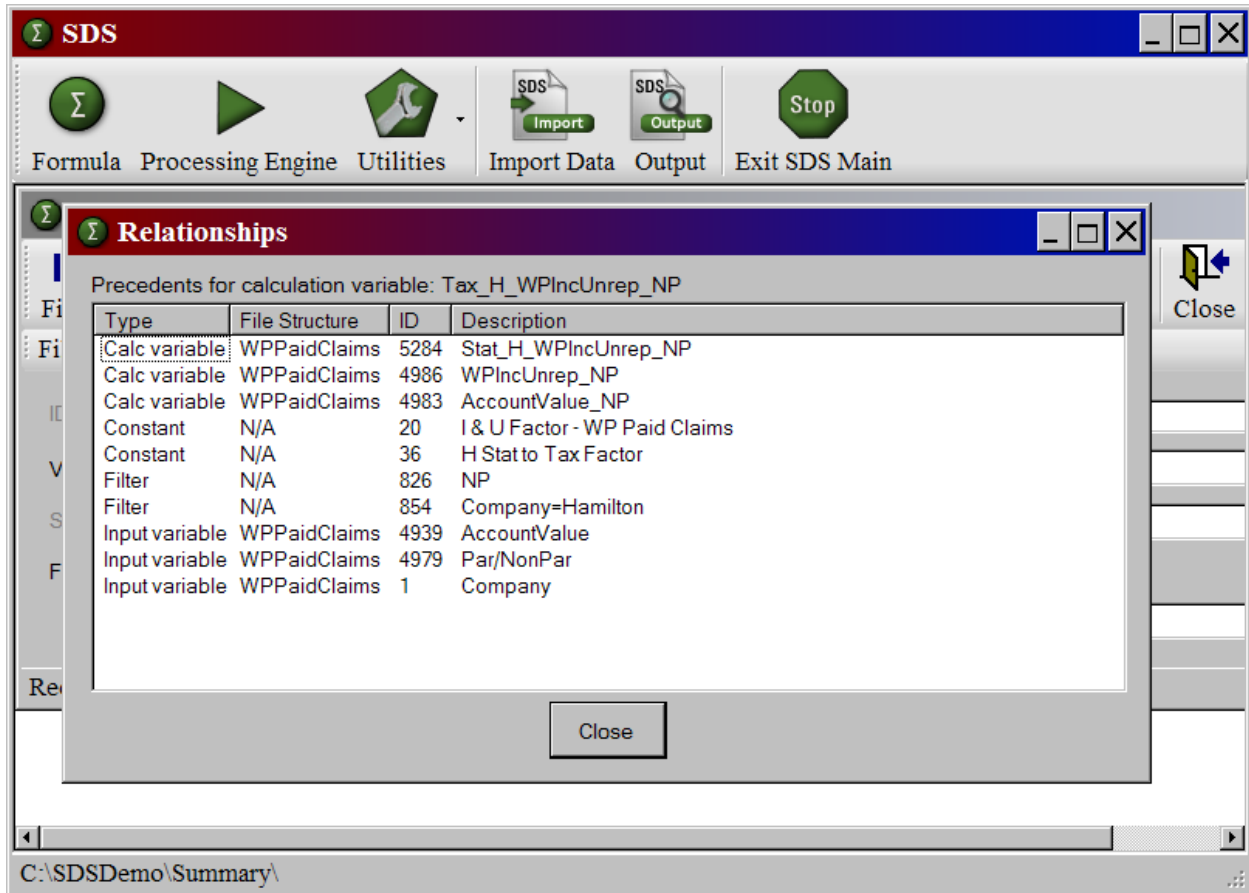 SDS
Formula Processing Engine Utilities SDS Import Import Data SDS Output Output Stop Exit SDS Main
Relationships
Precedents for calculation variable: Tax_H_WPIncUnrep_NP
Fi
Close
Type File Structure ID Description
Fi
Calc variable WPPaidClaims 5284 Stat_H_WPIncUnrep_NP
Calc variable WPPaidClaims 4986 WPIncUnrep_NP
Calc variable WPPaidClaims 4983 AccountValue_NP
Constant N/A 20 I & U Factor - WP Paid Claims
Constant N/A 36 H Stat to Tax Factor
Filter N/A 826 NP
Filter N/A 854 Company=Hamilton
Input variable WPPaidClaims 4939 AccountValue
Input variable WPPaidClaims 4979 Par/NonPar
Input variable WPPaidClaims 1 Company
V
S
F
Close
C:\SDSDemo\Summary\